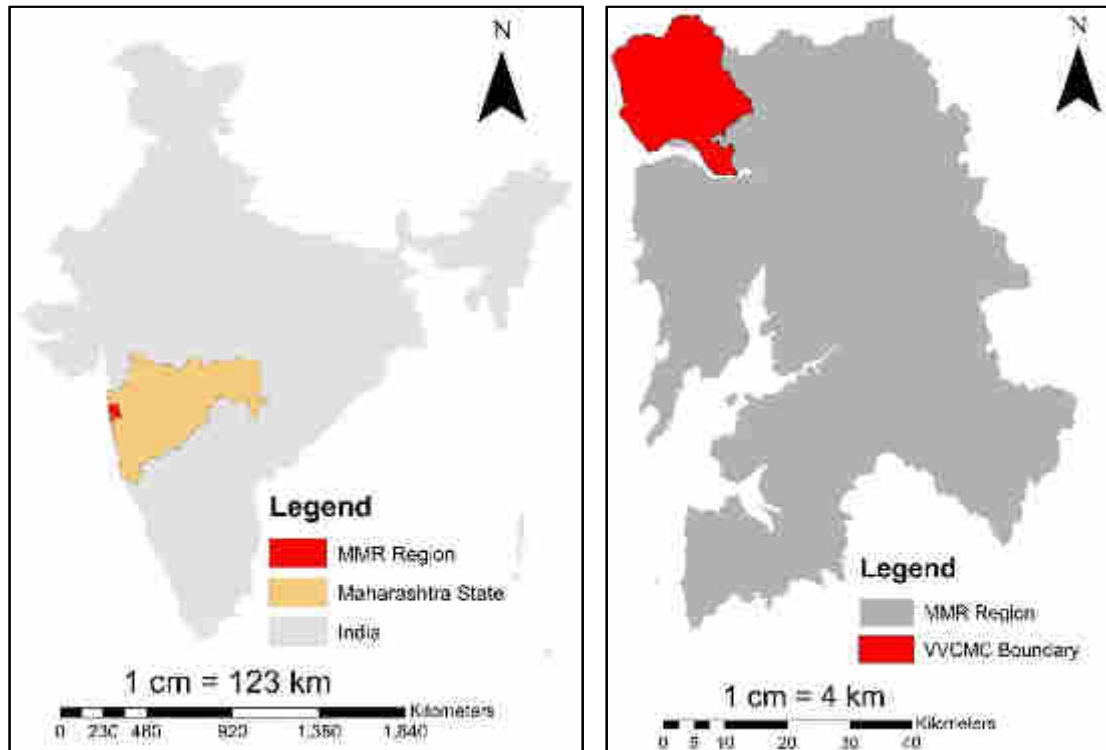 N
Legend
MMR Region
Maharashtra State
India
1 cm = 123 km
Kilometers
0 230 460 920 1,380 1,840
N
Legend
MMR Region
VVCMC Boundary
1 cm = 4 km
Kilometers
0 5 10 20 30 40